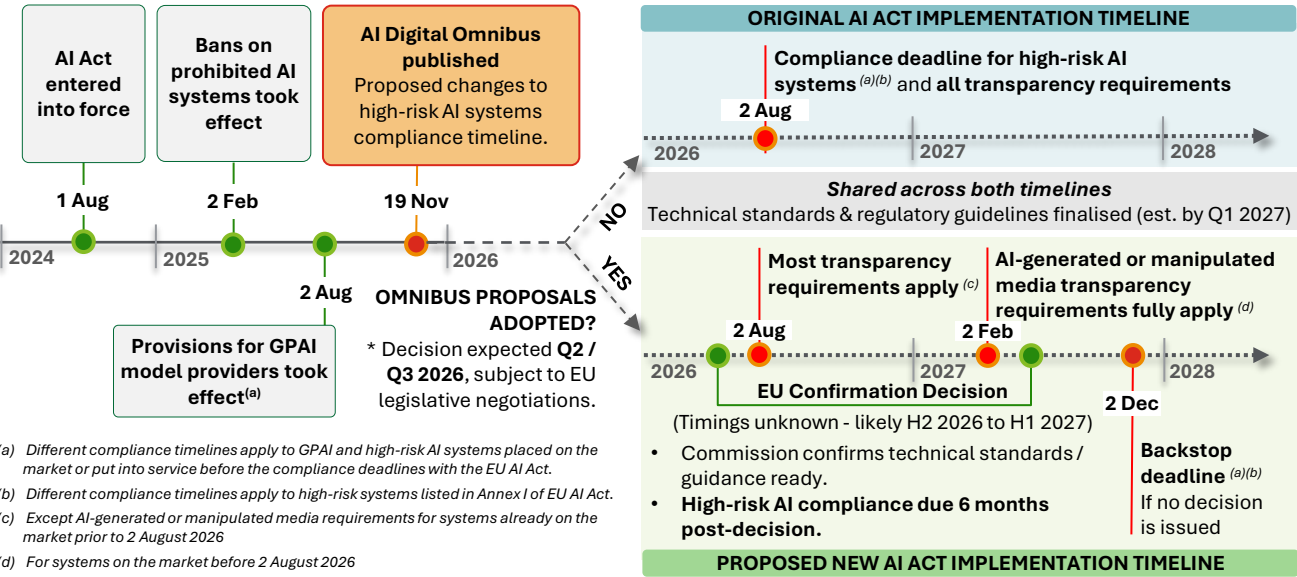 AI Act
entered
into force
Bans on
prohibited AI
systems took
effect
AI Digital Omnibus
published
Proposed changes to
high-risk AI systems
compliance timeline.
1 Aug
2 Feb
19 Nov
2024
2025
2026
2 Aug
Provisions for GPAI
model providers took
effect(a)
OMNIBUS PROPOSALS
ADOPTED?
* Decision expected Q2 /
Q3 2026, subject to EU
legislative negotiations.
NO
YES
ORIGINAL AI ACT IMPLEMENTATION TIMELINE
Compliance deadline for high-risk AI
systems (a)(b) and all transparency requirements
2 Aug
2026
2027
2028
Shared across both timelines
Technical standards & regulatory guidelines finalised (est. by Q1 2027)
Most transparency
requirements apply (c)
AI-generated or manipulated
media transparency
requirements fully apply (d)
2 Aug
2 Feb
2026
2027
2028
EU Confirmation Decision
2 Dec
(Timings unknown - likely H2 2026 to H1 2027)
• Commission confirms technical standards /
guidance ready.
• High-risk AI compliance due 6 months
post-decision.
Backstop
deadline (a)(b)
If no decision
is issued
PROPOSED NEW AI ACT IMPLEMENTATION TIMELINE
(a) Different compliance timelines apply to GPAI and high-risk AI systems placed on the
market or put into service before the compliance deadlines with the EU AI Act.
(b) Different compliance timelines apply to high-risk systems listed in Annex I of EU AI Act.
(c) Except AI-generated or manipulated media requirements for systems already on the
market prior to 2 August 2026
(d) For systems on the market before 2 August 2026